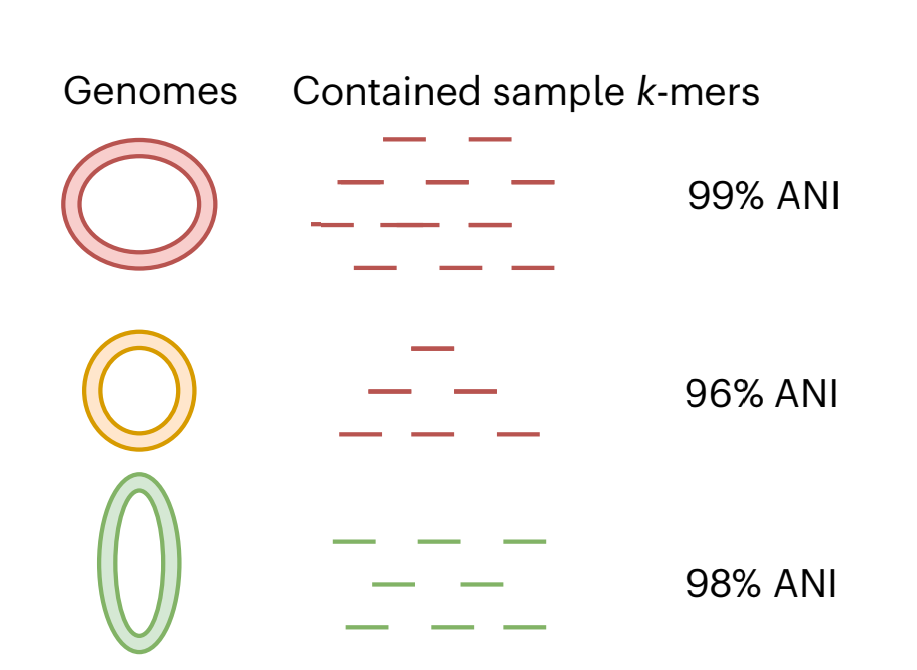 Genomes Contained sample k-mers
99% ANI
96% ANI
98% ANI